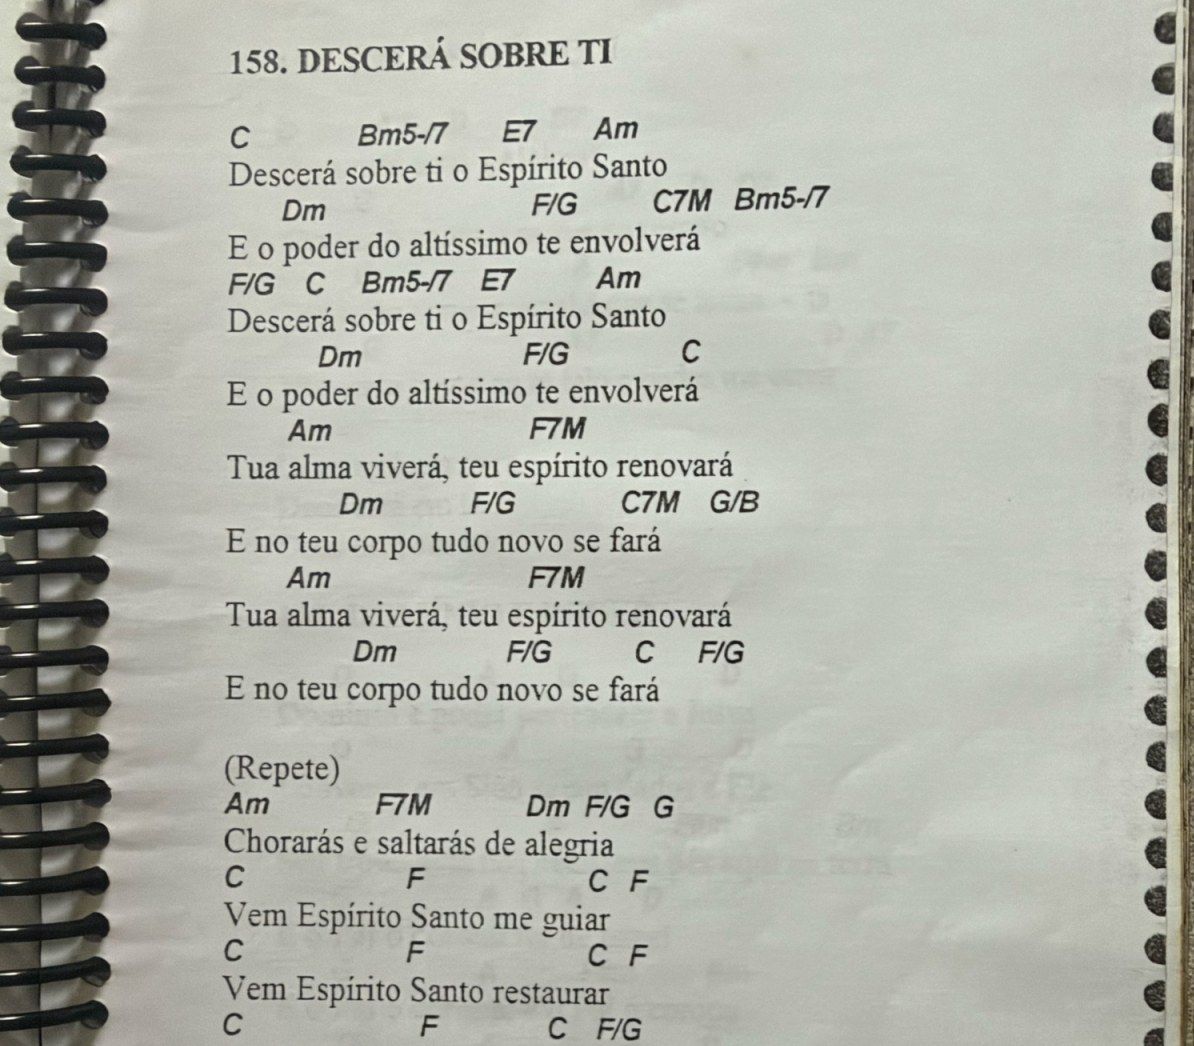 158. DESCERÁ SOBRE TI
C Bm5-/7 E7 Am
Descerá sobre ti o Espírito Santo
Dm F/G C7M Bm5-/7
E o poder do altíssimo te envolverá
F/G C Bm5-/7 E7 Am
Descerá sobre ti o Espírito Santo
Dm F/G C
E o poder do altíssimo te envolverá
Am F7M
Tua alma viverá, teu espírito renovará
Dm F/G C7M G/B
E no teu corpo tudo novo se fará
Am F7M
Tua alma viverá, teu espírito renovará
Dm F/G C F/G
E no teu corpo tudo novo se fará
(Repete)
Am F7M Dm F/G G
Chorarás e saltarás de alegria
C F C F
Vem Espírito Santo me guiar
C F C F
Vem Espírito Santo restaurar
C F C F/G